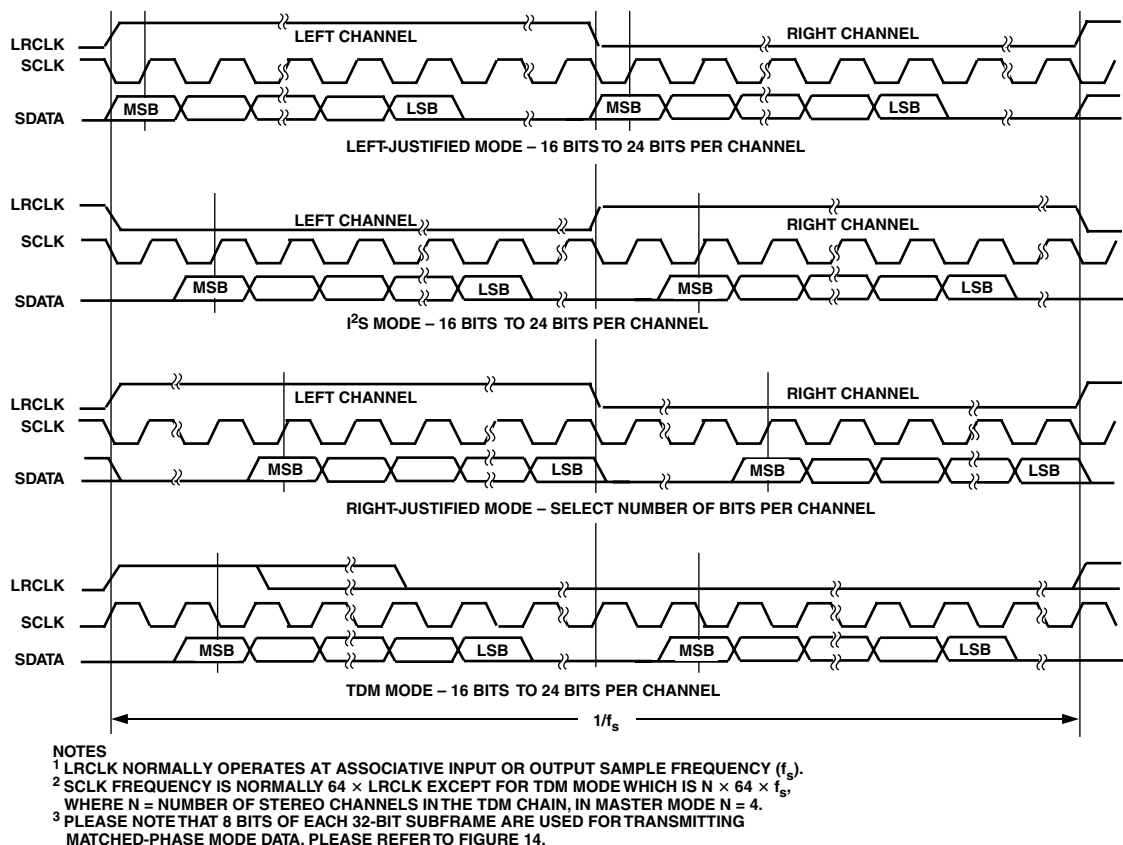 LRCLK LEFT CHANNEL RIGHT CHANNEL
SCLK
SDATA MSB LSB MSB LSB
LEFT-JUSTIFIED MODE – 16 BITS TO 24 BITS PER CHANNEL
LRCLK LEFT CHANNEL RIGHT CHANNEL
SCLK
SDATA MSB LSB MSB LSB
I²S MODE – 16 BITS TO 24 BITS PER CHANNEL
LRCLK LEFT CHANNEL RIGHT CHANNEL
SCLK
SDATA MSB LSB MSB LSB
RIGHT-JUSTIFIED MODE – SELECT NUMBER OF BITS PER CHANNEL
LRCLK
SCLK
SDATA MSB LSB MSB LSB
TDM MODE – 16 BITS TO 24 BITS PER CHANNEL
1/fs
NOTES
1 LRCLK NORMALLY OPERATES AT ASSOCIATIVE INPUT OR OUTPUT SAMPLE FREQUENCY (fs).
2 SCLK FREQUENCY IS NORMALLY 64 × LRCLK EXCEPT FOR TDM MODE WHICH IS N × 64 × fs,
WHERE N = NUMBER OF STEREO CHANNELS IN THE TDM CHAIN, IN MASTER MODE N = 4.
3 PLEASE NOTE THAT 8 BITS OF EACH 32-BIT SUBFRAME ARE USED FOR TRANSMITTING
MATCHED-PHASE MODE DATA. PLEASE REFER TO FIGURE 14.